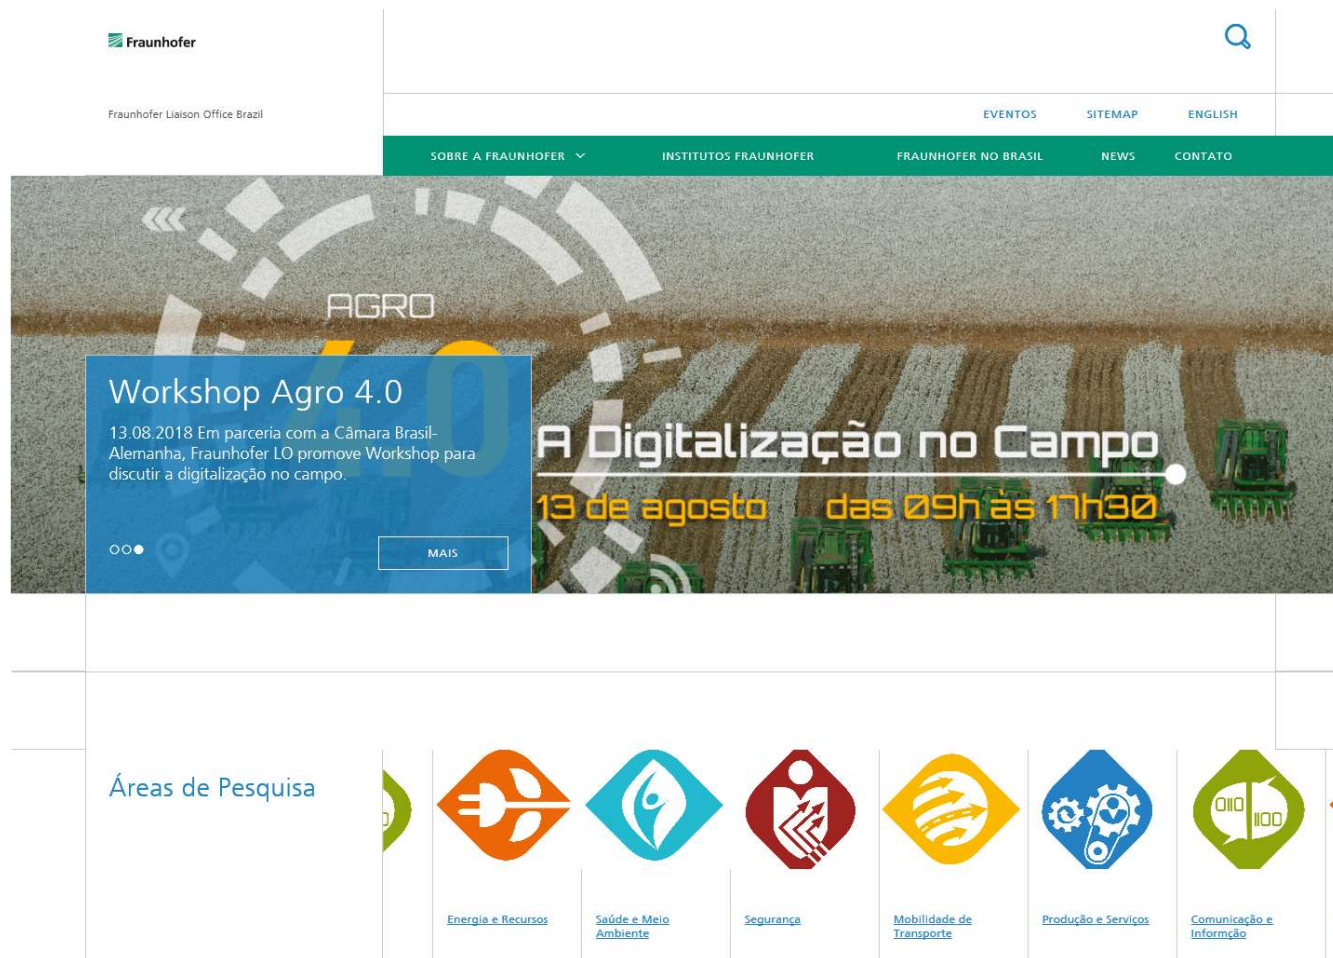 Fraunhofer
Fraunhofer Liaison Office Brazil
EVENTOS SITEMAP ENGLISH
SOBRE A FRAUNHOFER INSTITUTOS FRAUNHOFER FRAUNHOFER NO BRASIL NEWS CONTATO
AGRO
4.0
Workshop Agro 4.0
13.08.2018 Em parceria com a Câmara Brasil-
Alemanha, Fraunhofer LO promove Workshop para
discutir a digitalização no campo.
MAIS
A Digitalização no Campo
13 de agosto das 09h às 17h30
Áreas de Pesquisa
0110
1100
Energia e Recursos
Saúde e Meio
Ambiente
Segurança
Mobilidade de
Transporte
Produção e Serviços
Comunicação e
Informção